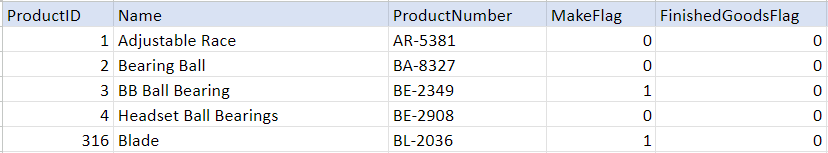 ProductID Name ProductNumber MakeFlag FinishedGoodsFlag
1 Adjustable Race AR-5381 0 0
2 Bearing Ball BA-8327 0 0
3 BB Ball Bearing BE-2349 1 0
4 Headset Ball Bearings BE-2908 0 0
316 Blade BL-2036 1 0